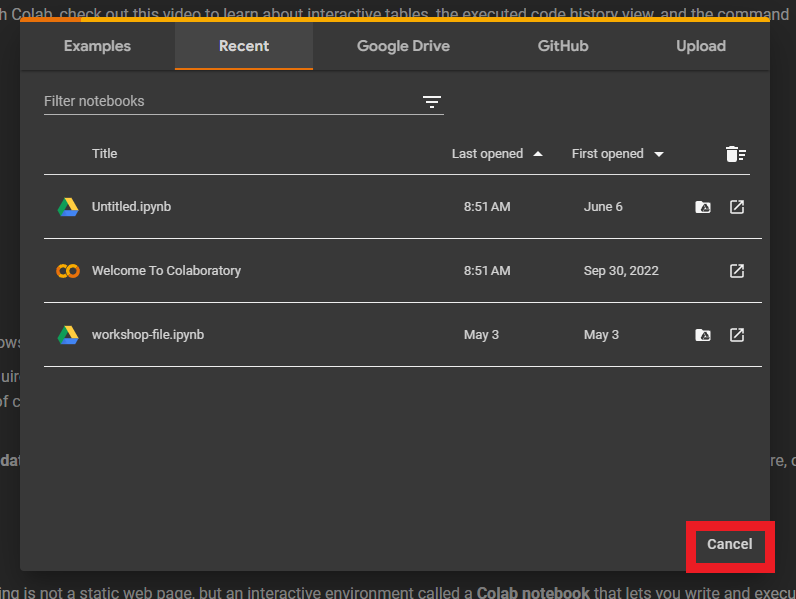 h Colab, check out this video to learn about interactive tables, the executed code history view, and the command
Examples Recent Google Drive GitHub Upload
Filter notebooks
Title Last opened First opened
Untitled.ipynb 8:51 AM June 6
Welcome To Colaboratory 8:51 AM Sep 30, 2022
workshop-file.ipynb May 3 May 3
ows
uire
of c
dat
re, c
Cancel
ing is not a static web page, but an interactive environment called a Colab notebook that lets you write and execu